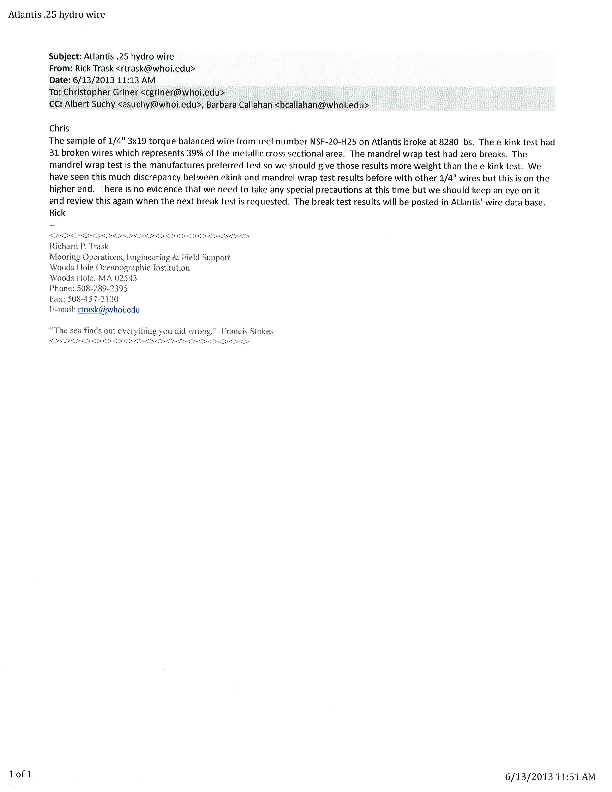 Atlantis .25 hydro wire
Subject: Atlantis .25 hydro wire
From: Rick Trask <rtrask@whoi.edu>
Date: 6/13/2013 11:13 AM
To: Christopher Griner <cgriner@whoi.edu>
CC: Albert Suchy <asuchy@whoi.edu>, Barbara Callahan <bcallahan@whoi.edu>
Chris
The sample of 1/4" 3x19 torque balanced wire from reel number NSF-20-H25 on Atlantis broke at 8280 lbs. The e-kink test had
31 broken wires which represents 39% of the metallic cross sectional area. The mandrel wrap test had zero breaks. The
mandrel wrap test is the manufactures preferred test so we should give those results more weight than the e-kink test. We
have seen this much discrepancy between ekink and mandrel wrap test results before with other 1/4" wires but this is on the
higher end. There is no evidence that we need to take any special precautions at this time but we should keep an eye on it
and review this again when the next break test is requested. The break test results will be posted in Atlantis' wire data base.
Rick
--
<><><><><><><><><><><><><><><><><><><><><><><><>
Richard P. Trask
Mooring Operations, Engineering & Field Support
Woods Hole Oceanographic Institution
Woods Hole, MA 02543
Phone: 508-289-2395
Fax: 508-457-2130
E-mail: rtrask@whoi.edu
"The sea finds out everything you did wrong." Francis Stokes
<><><><><><><><><><><><><><><><><><><><><><><><>
1 of 1
6/13/2013 11:51 AM